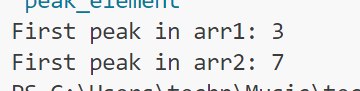 peak_element
First peak in arr1: 3
First peak in arr2: 7